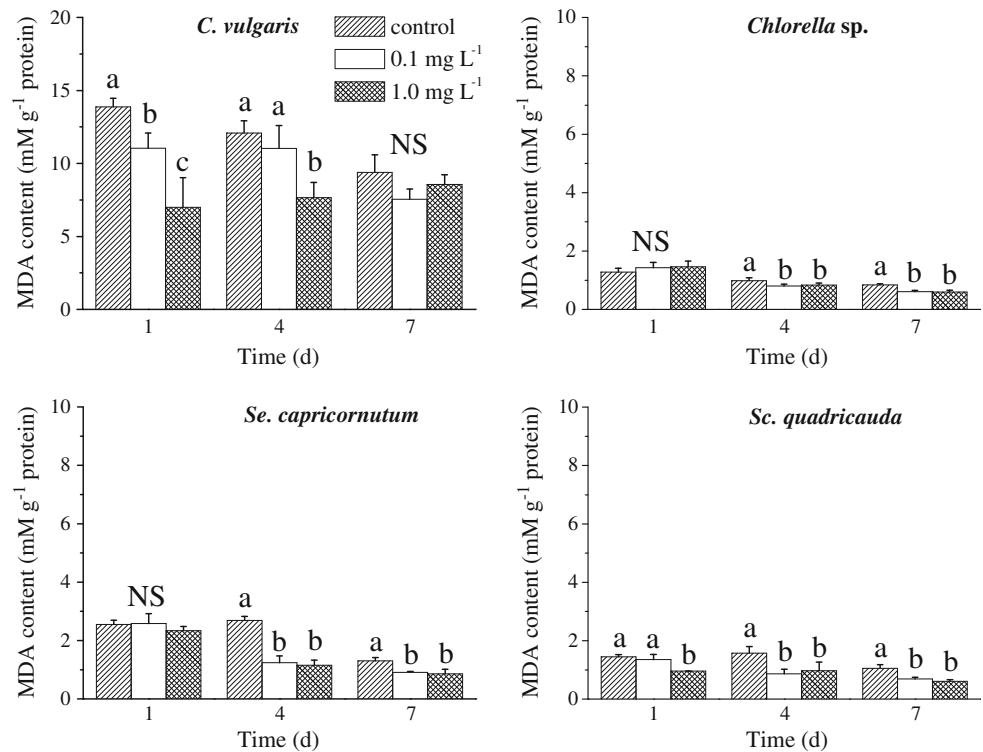 C. vulgaris
control
0.1 mg L-1
1.0 mg L-1
MDA content (mM g-1 protein)
20
15
10
5
0
a
b
c
a
a
b
NS
1
4
7
Time (d)
Chlorella sp.
MDA content (mM g-1 protein)
10
8
6
4
2
0
NS
a
b
b
a
b
b
1
4
7
Time (d)
Se. capricornutum
MDA content (mM g-1 protein)
10
8
6
4
2
0
NS
a
b
b
a
b
b
1
4
7
Time (d)
Sc. quadricauda
MDA content (mM g-1 protein)
10
8
6
4
2
0
a
a
b
a
b
b
a
b
b
1
4
7
Time (d)